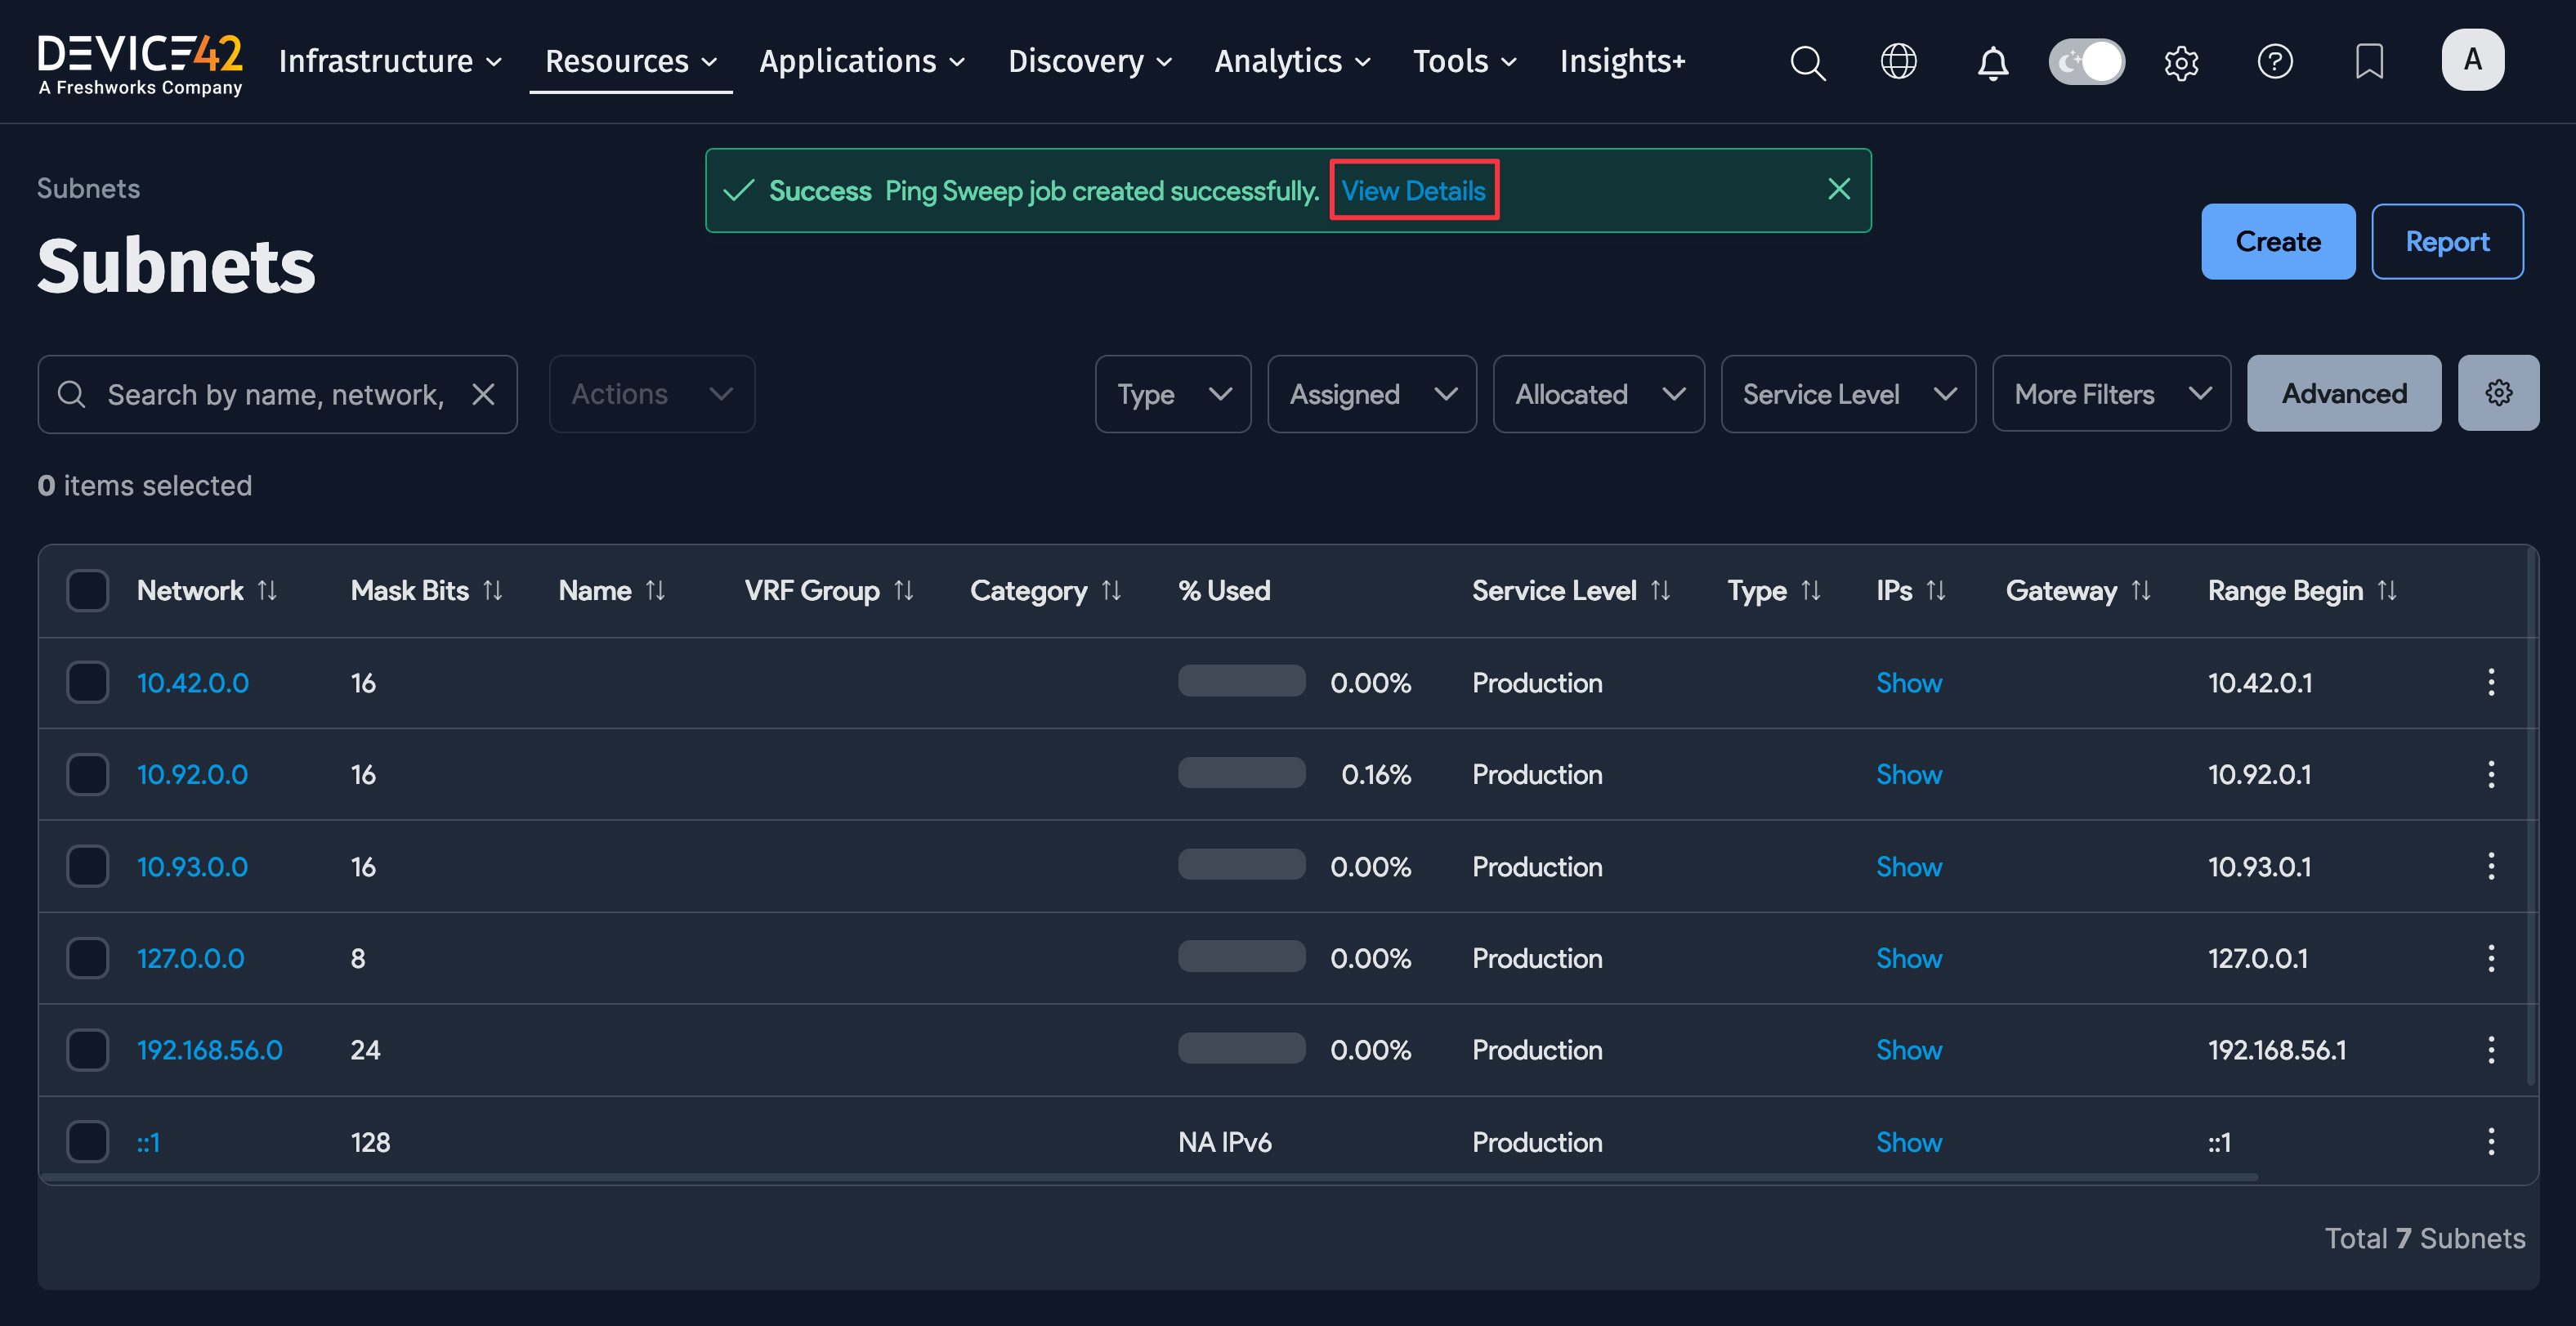 DEVICE42
A Freshworks Company
Infrastructure Resources Applications Discovery Analytics Tools Insights+
A
Subnets
Success Ping Sweep job created successfully. View Details
Subnets
Create Report
Search by name, network, Actions Type Assigned Allocated Service Level More Filters Advanced
0 items selected
Network Mask Bits Name VRF Group Category % Used Service Level Type IPs Gateway Range Begin
10.42.0.0 16 0.00% Production Show 10.42.0.1
10.92.0.0 16 0.16% Production Show 10.92.0.1
10.93.0.0 16 0.00% Production Show 10.93.0.1
127.0.0.0 8 0.00% Production Show 127.0.0.1
192.168.56.0 24 0.00% Production Show 192.168.56.1
::1 128 NA IPv6 Production Show ::1
Total 7 Subnets